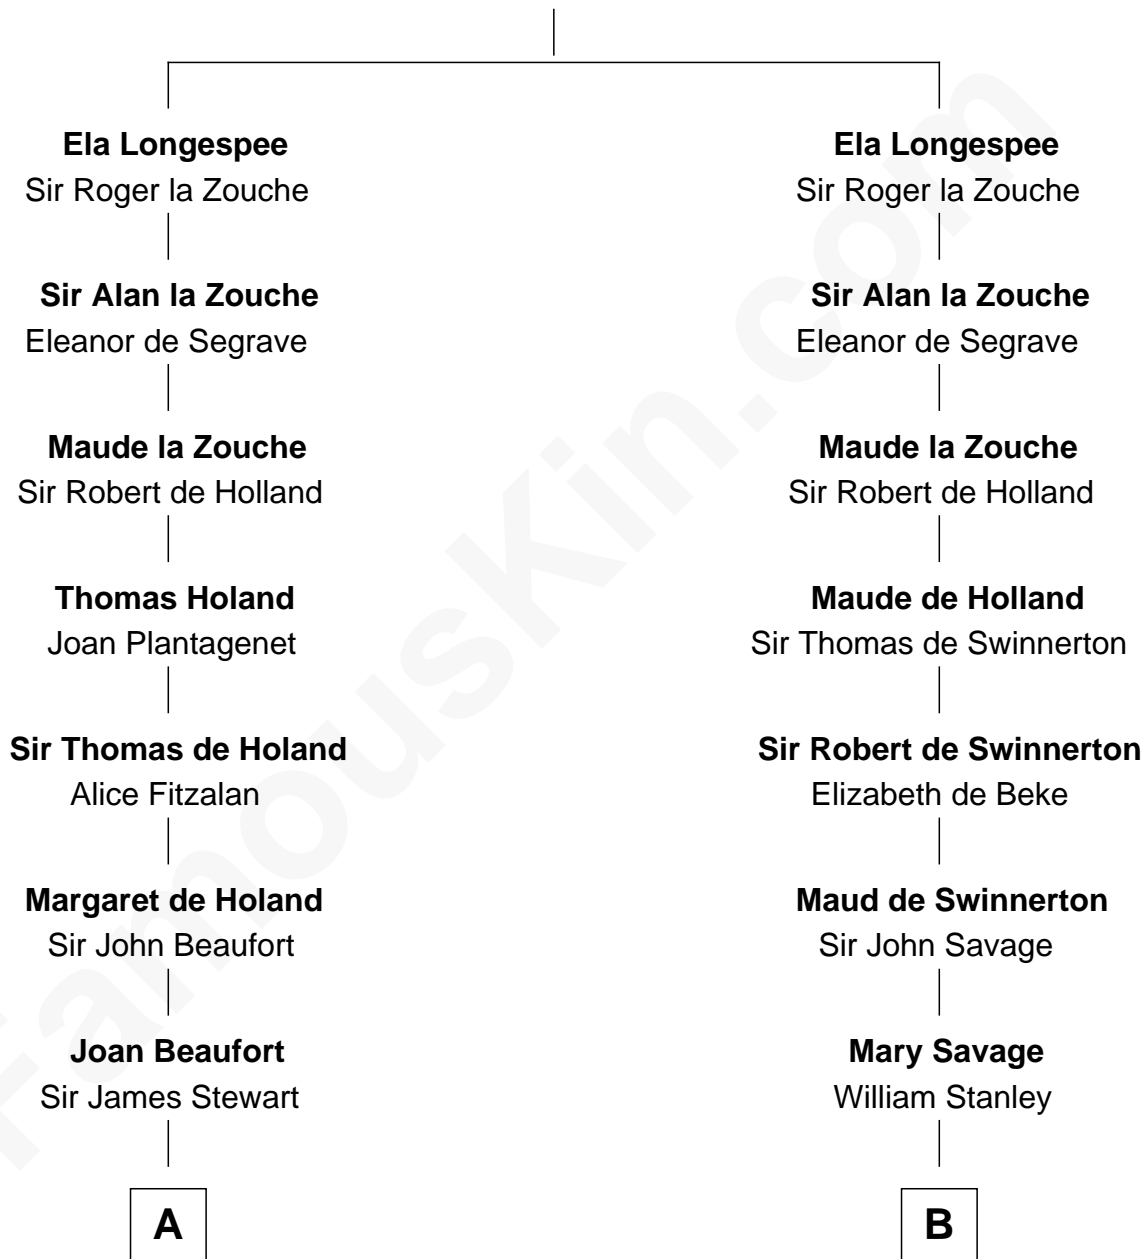 Ela Longespee
Sir Roger la Zouche
Sir Alan la Zouche
Eleanor de Segrave
Maude la Zouche
Sir Robert de Holland
Thomas Holand
Joan Plantagenet
Sir Thomas de Holand
Alice Fitzalan
Margaret de Holand
Sir John Beaufort
Joan Beaufort
Sir James Stewart
A
Ela Longespee
Sir Roger la Zouche
Sir Alan la Zouche
Eleanor de Segrave
Maude la Zouche
Sir Robert de Holland
Maude de Holland
Sir Thomas de Swinnerton
Sir Robert de Swinnerton
Elizabeth de Beke
Maud de Swinnerton
Sir John Savage
Mary Savage
William Stanley
B
FamousKin.com